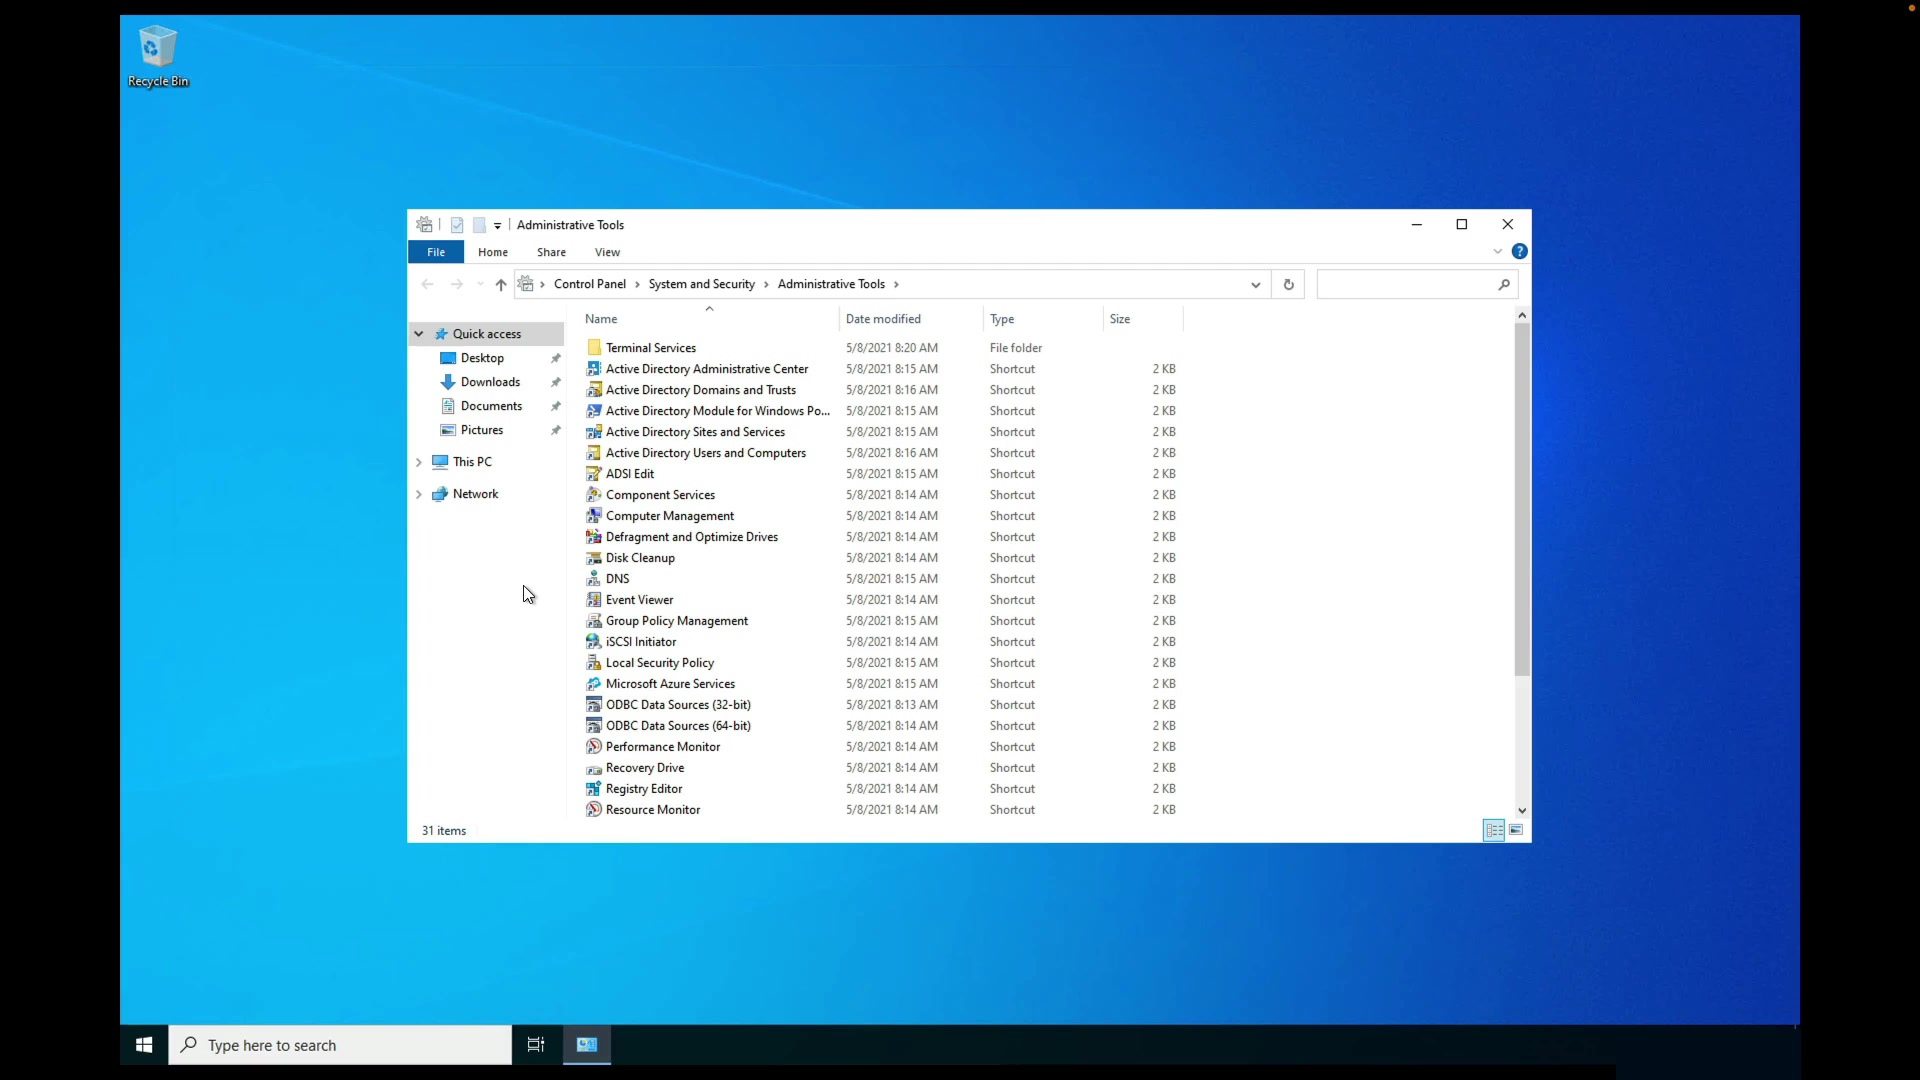 Recycle Bin
Administrative Tools
File Home Share View
Control Panel System and Security Administrative Tools
Name Date modified Type Size
Quick access
Desktop
Downloads
Documents
Pictures
This PC
Network
Terminal Services 5/8/2021 8:20 AM File folder
Active Directory Administrative Center 5/8/2021 8:15 AM Shortcut 2 KB
Active Directory Domains and Trusts 5/8/2021 8:16 AM Shortcut 2 KB
Active Directory Module for Windows Po... 5/8/2021 8:15 AM Shortcut 2 KB
Active Directory Sites and Services 5/8/2021 8:15 AM Shortcut 2 KB
Active Directory Users and Computers 5/8/2021 8:16 AM Shortcut 2 KB
ADSI Edit 5/8/2021 8:15 AM Shortcut 2 KB
Component Services 5/8/2021 8:14 AM Shortcut 2 KB
Computer Management 5/8/2021 8:14 AM Shortcut 2 KB
Defragment and Optimize Drives 5/8/2021 8:14 AM Shortcut 2 KB
Disk Cleanup 5/8/2021 8:14 AM Shortcut 2 KB
DNS 5/8/2021 8:15 AM Shortcut 2 KB
Event Viewer 5/8/2021 8:14 AM Shortcut 2 KB
Group Policy Management 5/8/2021 8:15 AM Shortcut 2 KB
iSCSI Initiator 5/8/2021 8:14 AM Shortcut 2 KB
Local Security Policy 5/8/2021 8:15 AM Shortcut 2 KB
Microsoft Azure Services 5/8/2021 8:15 AM Shortcut 2 KB
ODBC Data Sources (32-bit) 5/8/2021 8:13 AM Shortcut 2 KB
ODBC Data Sources (64-bit) 5/8/2021 8:14 AM Shortcut 2 KB
Performance Monitor 5/8/2021 8:14 AM Shortcut 2 KB
Recovery Drive 5/8/2021 8:14 AM Shortcut 2 KB
Registry Editor 5/8/2021 8:14 AM Shortcut 2 KB
Resource Monitor 5/8/2021 8:14 AM Shortcut 2 KB
31 items
Type here to search